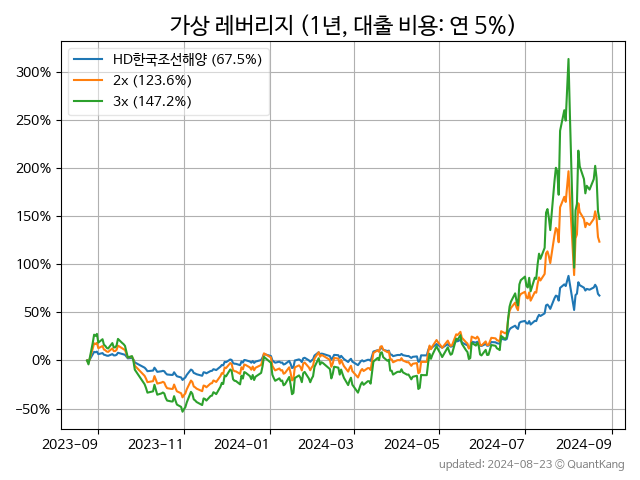 가상 레버리지 (1년, 대출 비용: 연 5%)
HD한국조선해양 (67.5%)
2x (123.6%)
3x (147.2%)
300%
250%
200%
150%
100%
50%
0%
−50%
2023-09 2023-11 2024-01 2024-03 2024-05 2024-07 2024-09
updated: 2024-08-23 © QuantKang